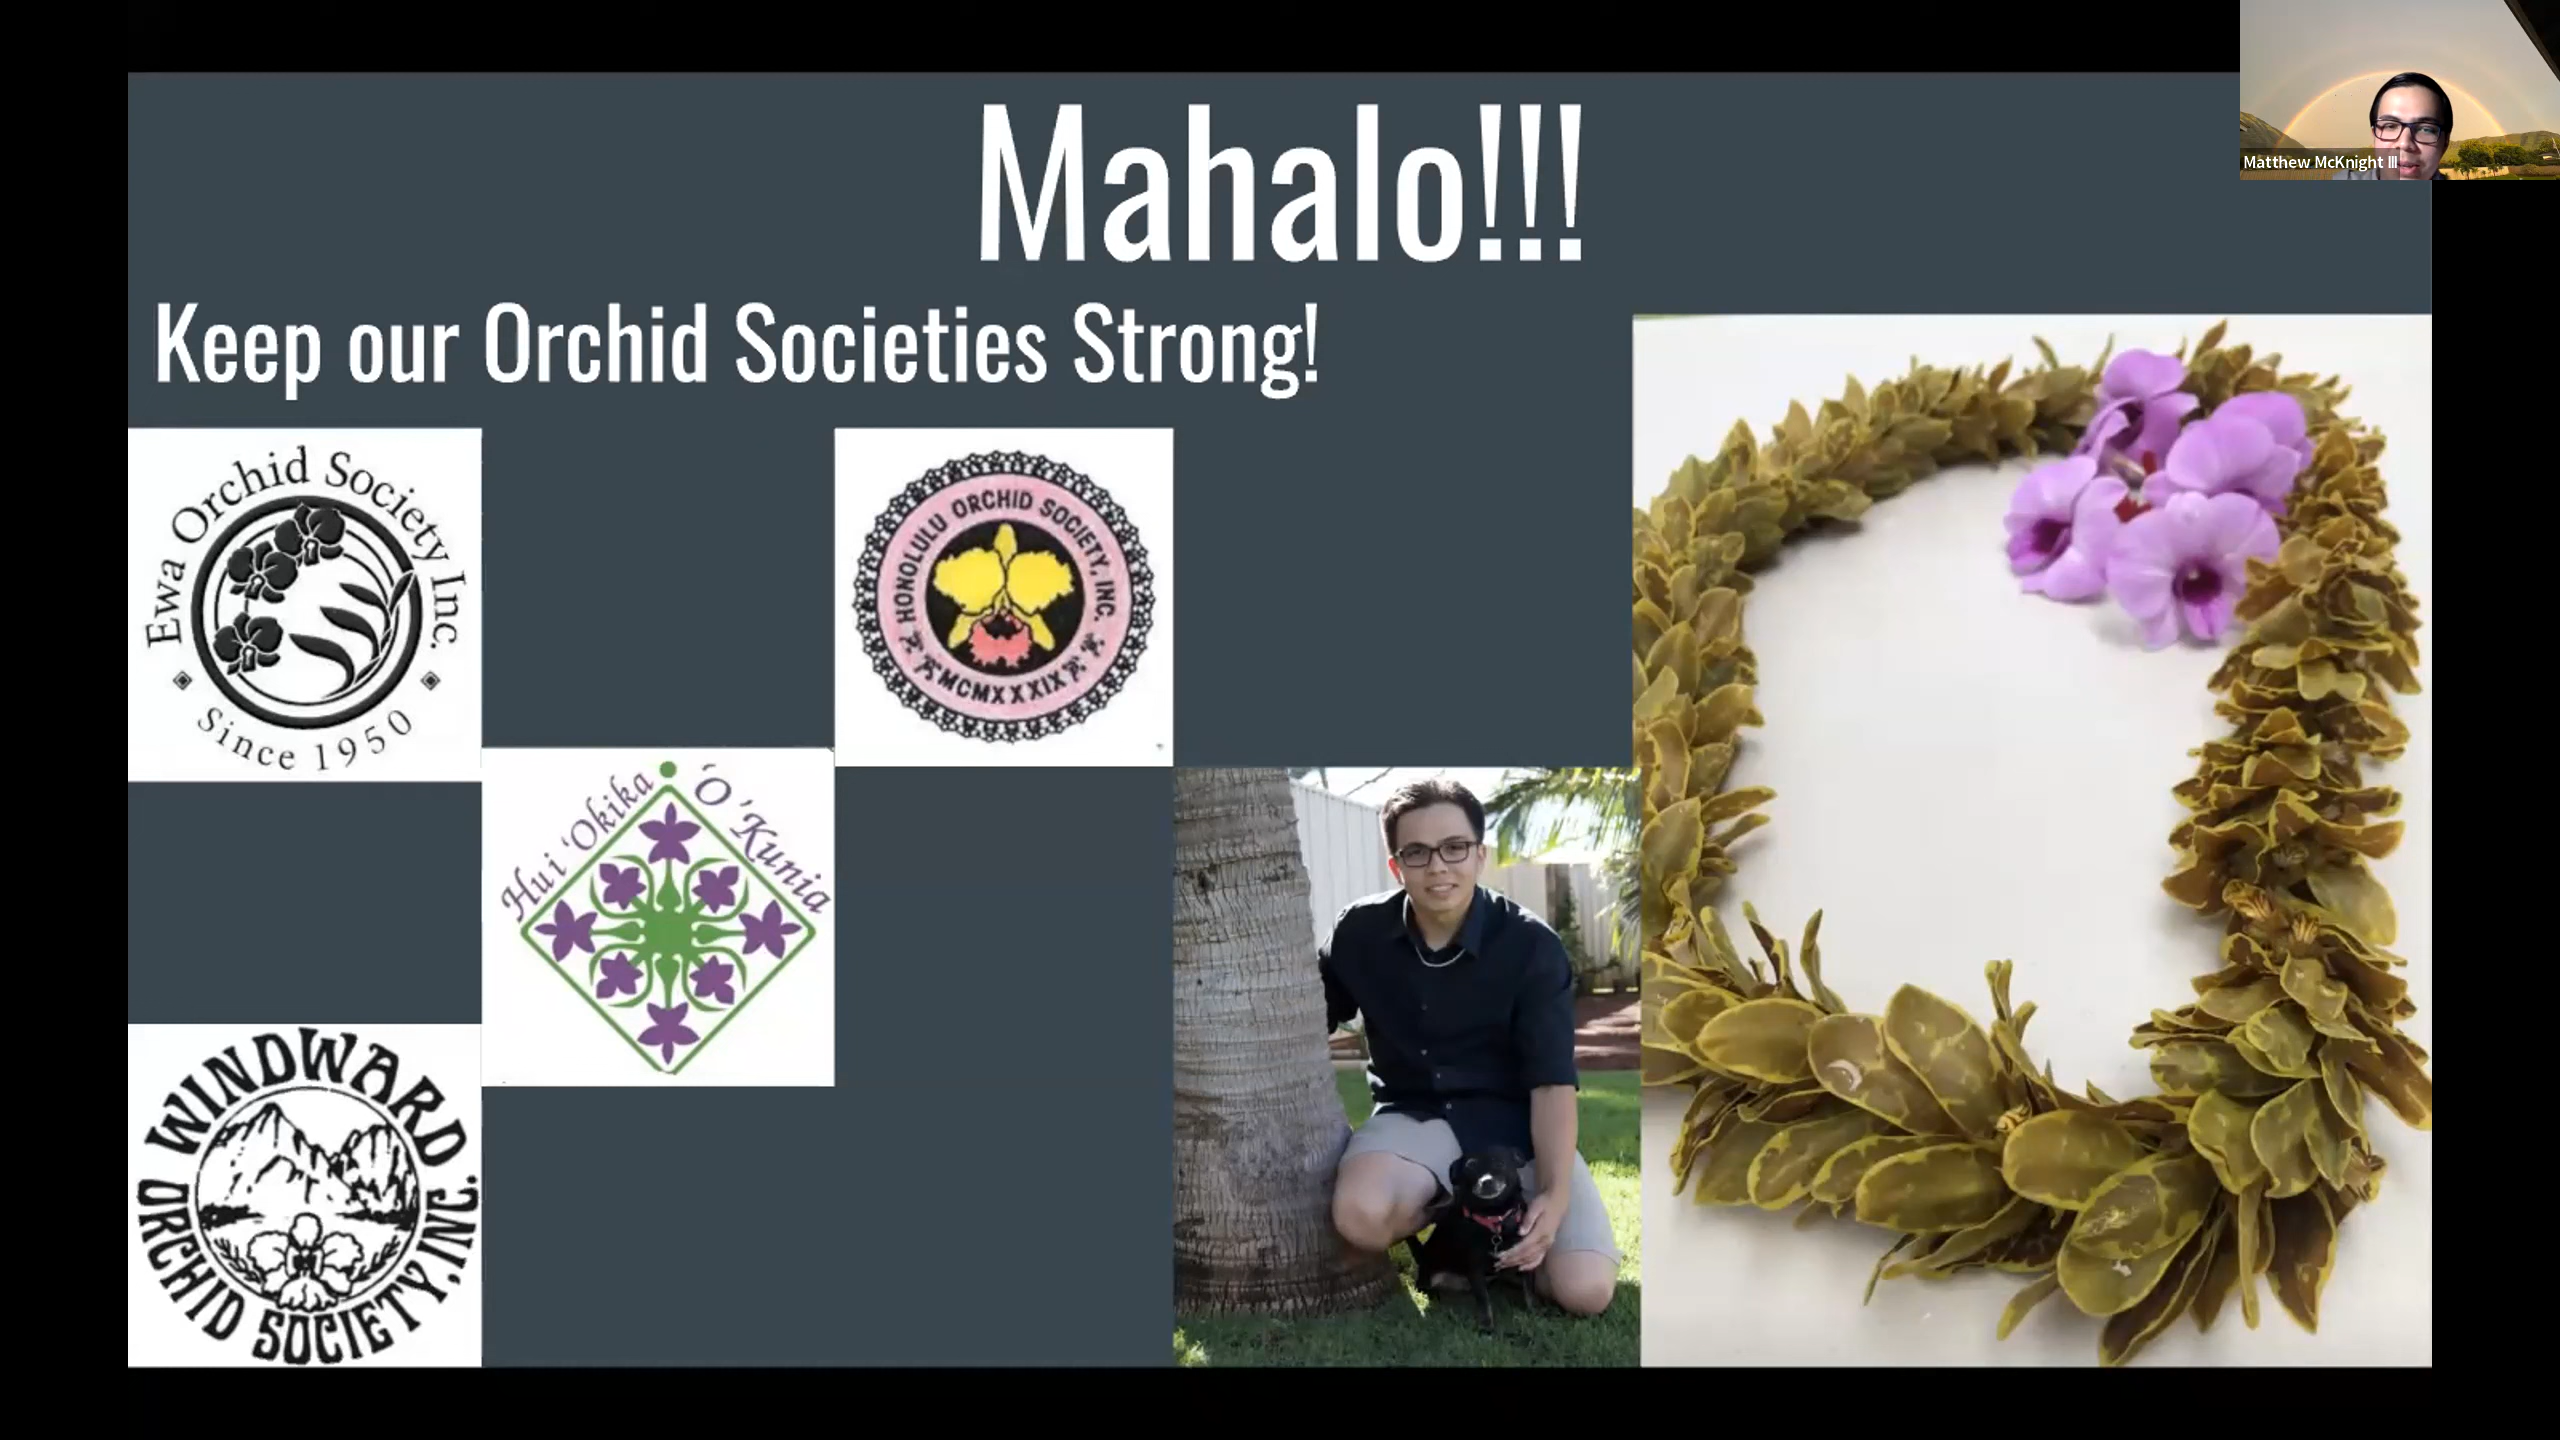 Mahalo!!!
Matthew McKnight III
Keep our Orchid Societies Strong!
Ewa Orchid Society Inc.
Since 1950
HONOLULU ORCHID SOCIETY, INC.
MCMXXXIX
Hui 'Okika 'O 'Kunia
WINDWARD
ORCHID SOCIETY, INC.